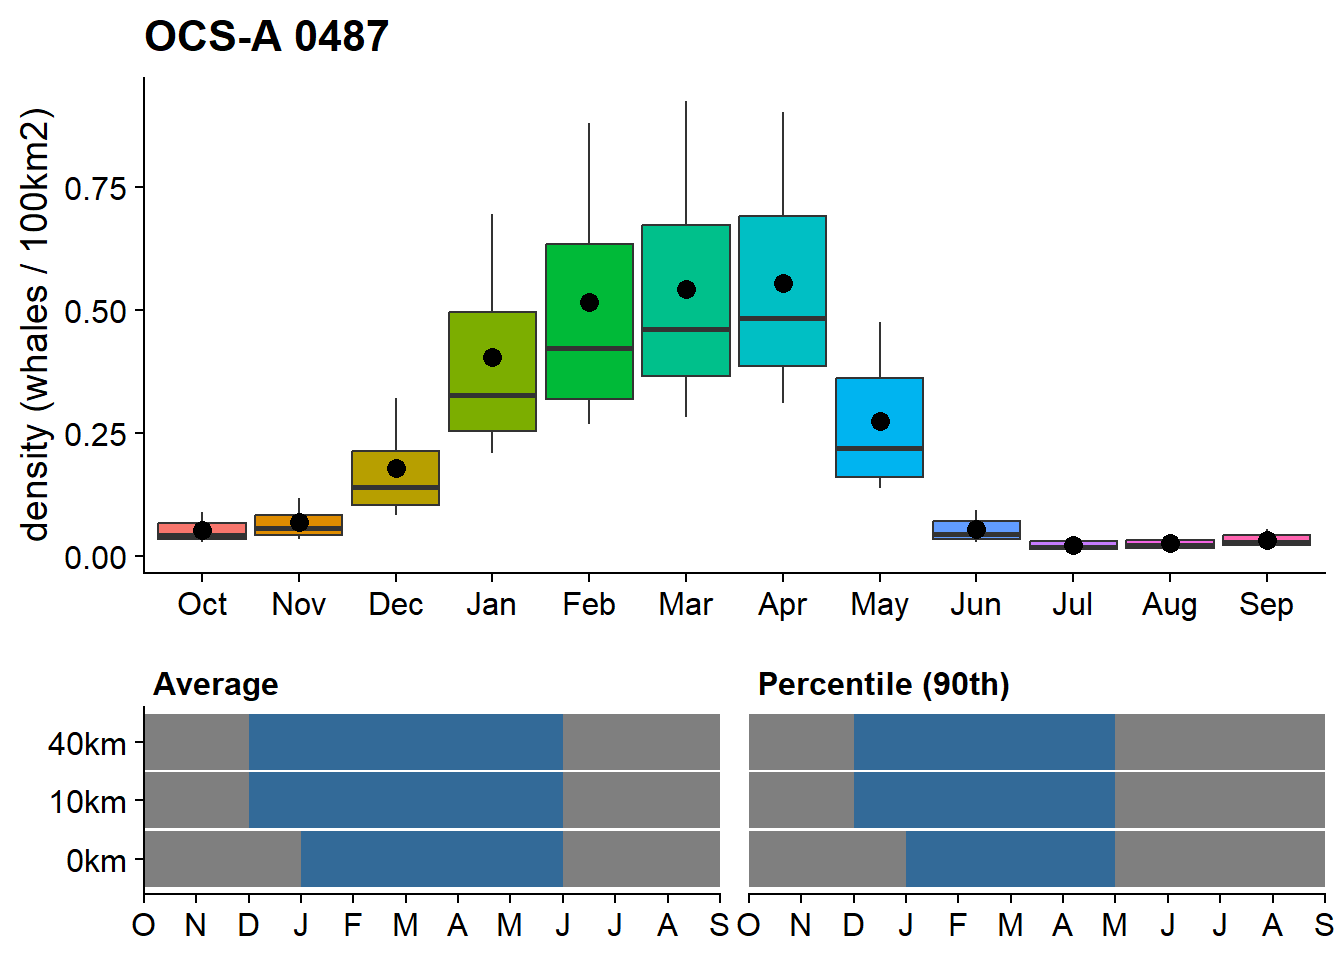 OCS-A 0487
density (whales / 100km2)
0.75
0.50
0.25
0.00
Oct Nov Dec Jan Feb Mar Apr May Jun Jul Aug Sep
Average Percentile (90th)
40km
10km
0km
O N D J F M A M J J A S O N D J F M A M J J A S